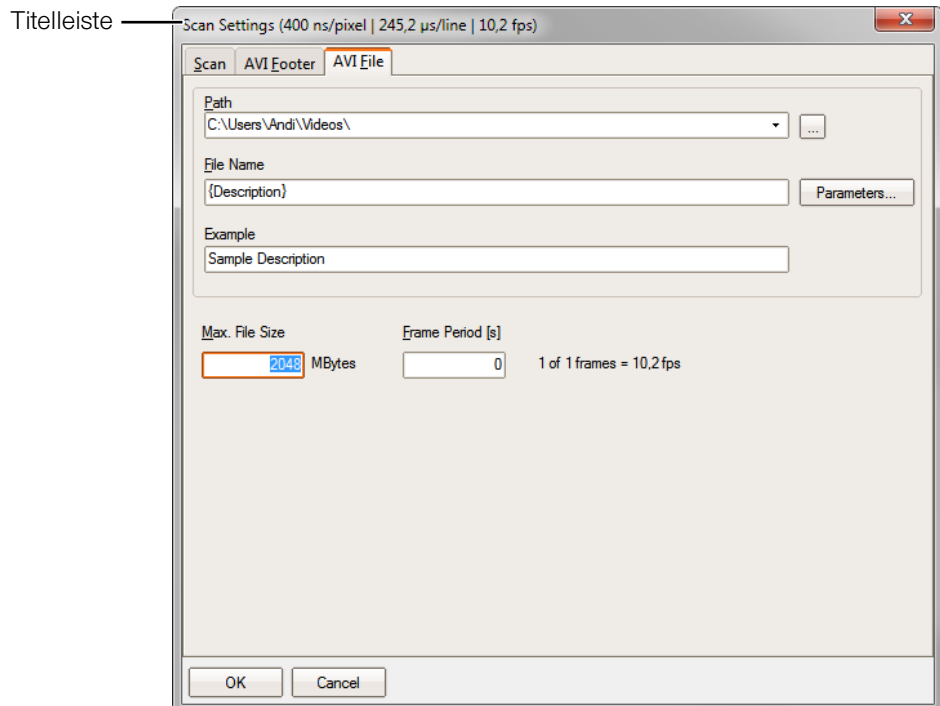 Titelleiste
Scan Settings (400 ns/pixel | 245,2 µs/line | 10,2 fps)
x
Scan AVI Footer AVI File
Path
C:\Users\Andi\Videos\
...
File Name
{Description}
Parameters...
Example
Sample Description
Max. File Size Frame Period [s]
2048 MBytes 0 1 of 1 frames = 10,2 fps
OK Cancel